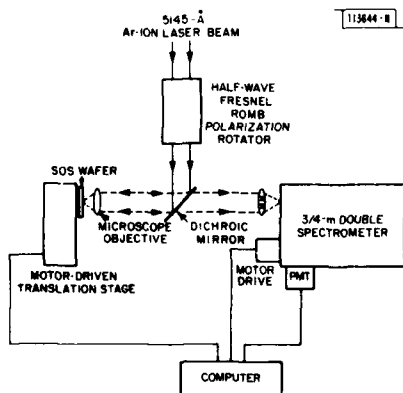 5145-Å
Ar-ION LASER BEAM
113644-N
HALF-WAVE
FRESNEL
ROMB
POLARIZATION
ROTATOR
SOS WAFER
MICROSCOPE
OBJECTIVE
DICHROIC
MIRROR
3/4-m DOUBLE
SPECTROMETER
MOTOR-DRIVEN
TRANSLATION STAGE
MOTOR
DRIVE
PMT
COMPUTER